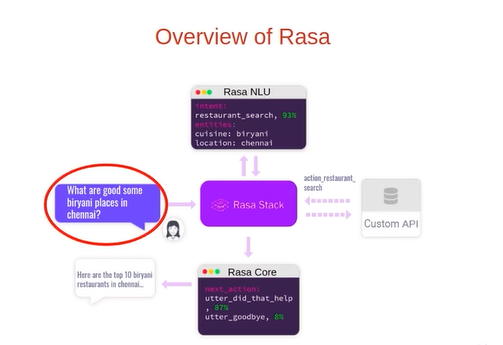 Overview of Rasa
Rasa NLU
intent:
restaurant_search, 93%
entities:
cuisine: biryani
location: chennai
What are good some
biryani places in
chennai?
Rasa Stack
action_restaurant_
search
Custom API
Here are the top 10 biryani
restaurants in chennai...
Rasa Core
next_action:
utter_did_that_help
, 87%
utter_goodbye, 8%